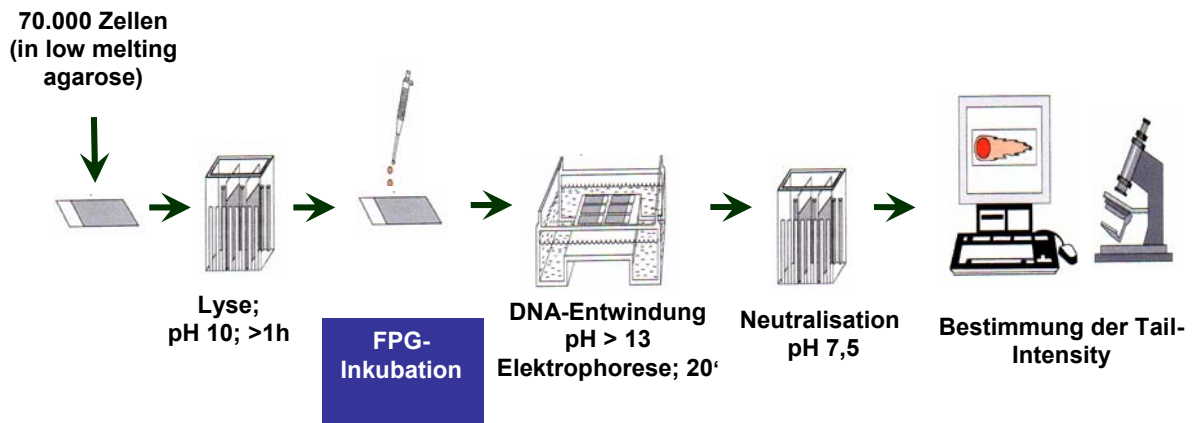 70.000 Zellen
(in low melting
agarose)
Lyse;
pH 10; >1h
FPG-
Inkubation
DNA-Entwindung
pH > 13
Elektrophorese; 20‘
Neutralisation
pH 7,5
Bestimmung der Tail-
Intensity